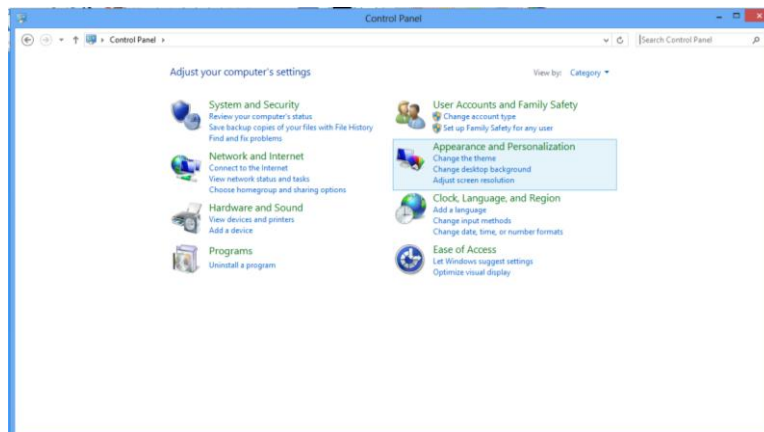 Control Panel
Control Panel
Search Control Panel
Adjust your computer's settings
View by: Category
System and Security
Review your computer's status
Save backup copies of your files with File History
Find and fix problems
Network and Internet
Connect to the Internet
View network status and tasks
Choose homegroup and sharing options
Hardware and Sound
View devices and printers
Add a device
Programs
Uninstall a program
User Accounts and Family Safety
Change account type
Set up Family Safety for any user
Appearance and Personalization
Change the theme
Change desktop background
Adjust screen resolution
Clock, Language, and Region
Add a language
Change input methods
Change date, time, or number formats
Ease of Access
Let Windows suggest settings
Optimize visual display